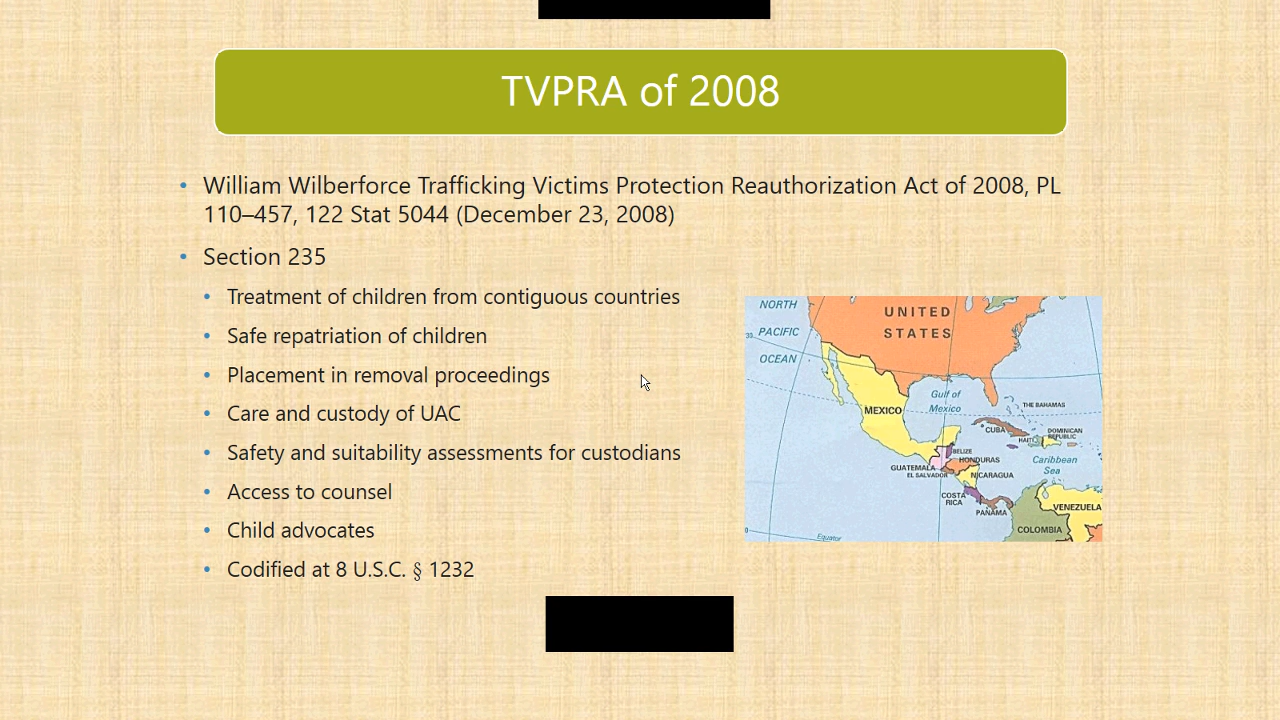 TVPRA of 2008
• William Wilberforce Trafficking Victims Protection Reauthorization Act of 2008, PL
110–457, 122 Stat 5044 (December 23, 2008)
• Section 235
• Treatment of children from contiguous countries
• Safe repatriation of children
• Placement in removal proceedings
• Care and custody of UAC
• Safety and suitability assessments for custodians
• Access to counsel
• Child advocates
• Codified at 8 U.S.C. § 1232
NORTH
PACIFIC
OCEAN
30
UNITED
STATES
Gulf of
Mexico
MEXICO
THE BAHAMAS
CUBA
HAITI
DOMINICAN
REPUBLIC
BELIZE
HONDURAS
GUATEMALA
EL SALVADOR
NICARAGUA
Caribbean
Sea
COSTA
RICA
PANAMA
VENEZUELA
COLOMBIA
0
Equator